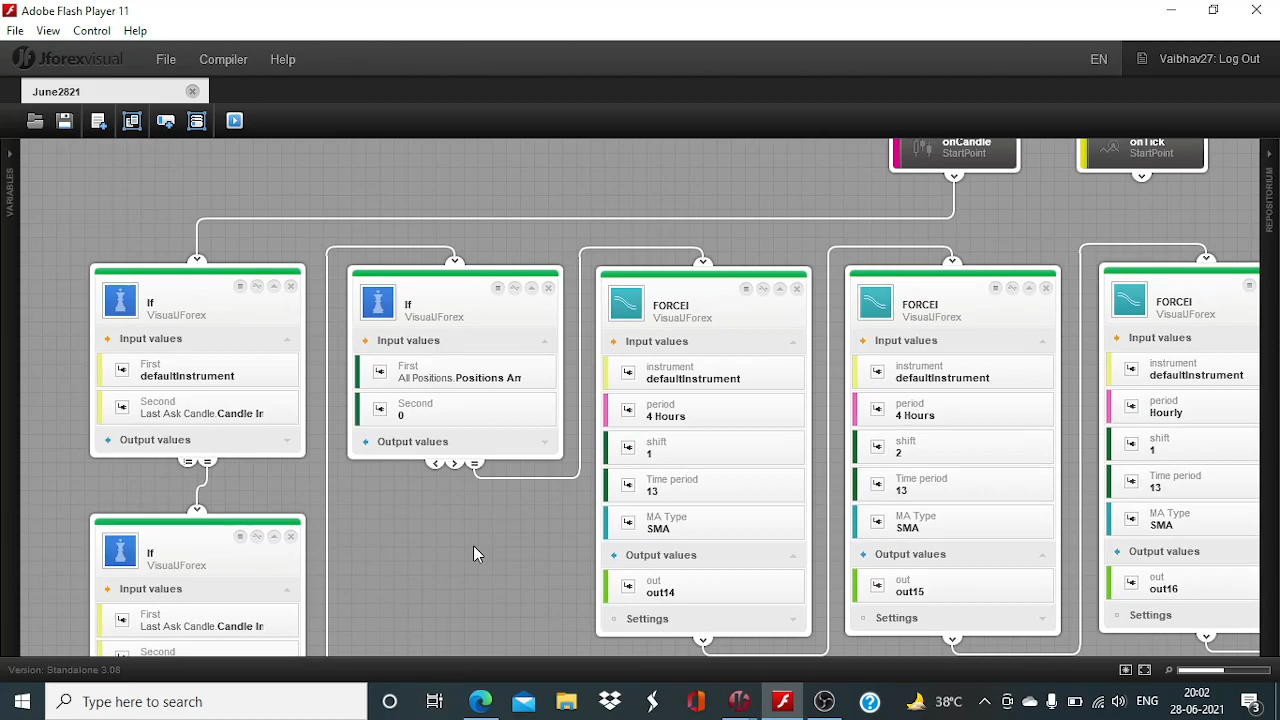 Adobe Flash Player 11
File View Control Help
Jforexvisual File Compiler Help EN Vaibhav27: Log Out
June2821
VARIABLES
REPOSITORIUM
onCandle
StartPoint
onTick
StartPoint
If
VisualJForex
Input values
First
defaultInstrument
Second
Last Ask Candle.Candle In
Output values
!= =
If
VisualJForex
Input values
First
Last Ask Candle.Candle In
Second
If
VisualJForex
Input values
First
All Positions.Positions Am
Second
0
Output values
< > =
FORCEI
VisualJForex
Input values
instrument
defaultInstrument
period
4 Hours
shift
1
Time period
13
MA Type
SMA
Output values
out
out14
Settings
FORCEI
VisualJForex
Input values
instrument
defaultInstrument
period
4 Hours
shift
2
Time period
13
MA Type
SMA
Output values
out
out15
Settings
FORCEI
VisualJForex
Input values
instrument
defaultInstrument
period
Hourly
shift
1
Time period
13
MA Type
SMA
Output values
out
out16
Settings
Version: Standalone 3.08
Type here to search
38°C
ENG
20:02
28-06-2021
3